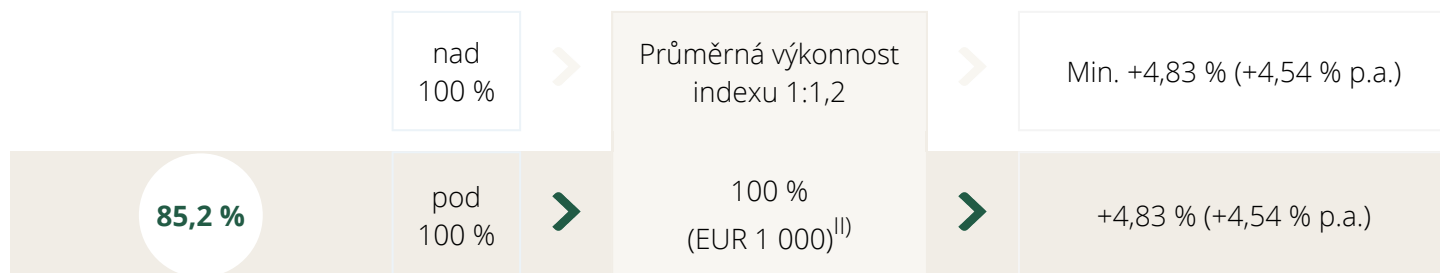 nad
100 %
Průměrná výkonnost
indexu 1:1,2
Min. +4,83 % (+4,54 % p.a.)
85,2 %
pod
100 %
100 %
(EUR 1 000)II)
+4,83 % (+4,54 % p.a.)